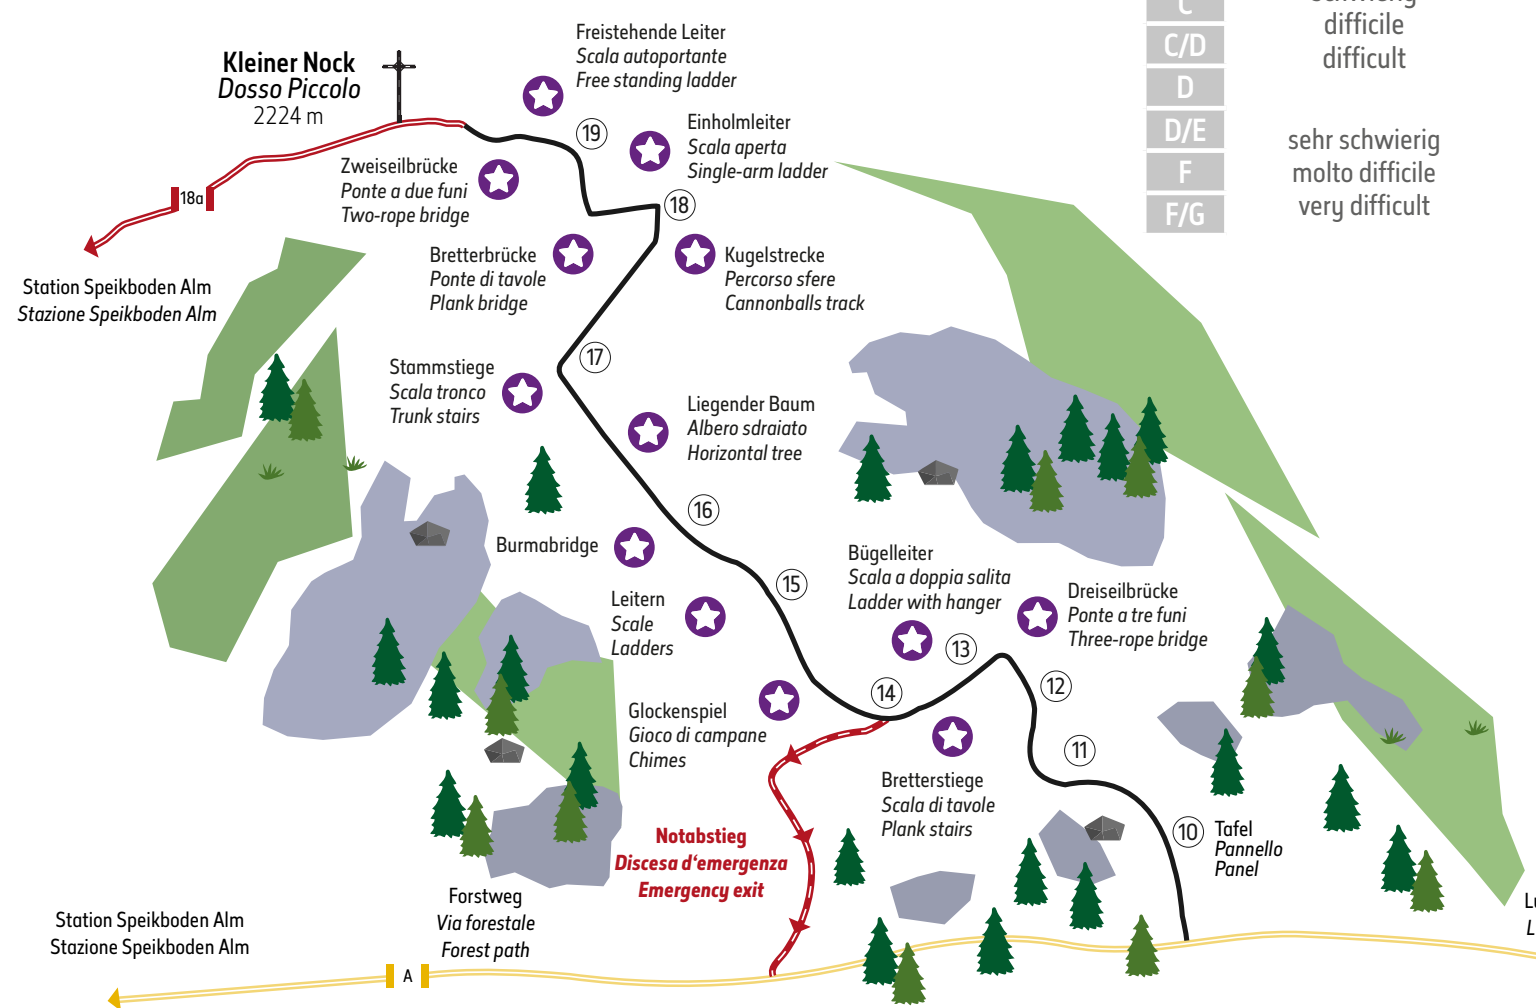 C
schwierig
difficile
difficult
C/D
D
D/E
F
F/G
sehr schwierig
molto difficile
very difficult
Kleiner Nock
Dosso Piccolo
2224 m
Freistehende Leiter
Scala autoportante
Free standing ladder
19
Einholmleiter
Scala aperta
Single-arm ladder
Zweiseilbrücke
Ponte a due funi
Two-rope bridge
18a
18
Station Speikboden Alm
Stazione Speikboden Alm
Bretterbrücke
Ponte di tavole
Plank bridge
Kugelstrecke
Percorso sfere
Cannonballs track
17
Stammstiege
Scala tronco
Trunk stairs
Liegender Baum
Albero sdraiato
Horizontal tree
16
Burmabridge
15
Leitern
Scale
Ladders
Bügelleiter
Scala a doppia salita
Ladder with hanger
Dreiseilbrücke
Ponte a tre funi
Three-rope bridge
13
14
12
Glockenspiel
Gioco di campane
Chimes
11
Bretterstiege
Scala di tavole
Plank stairs
10
Tafel
Pannello
Panel
Notabstieg
Discesa d‘emergenza
Emergency exit
Forstweg
Via forestale
Forest path
Station Speikboden Alm
Stazione Speikboden Alm
A